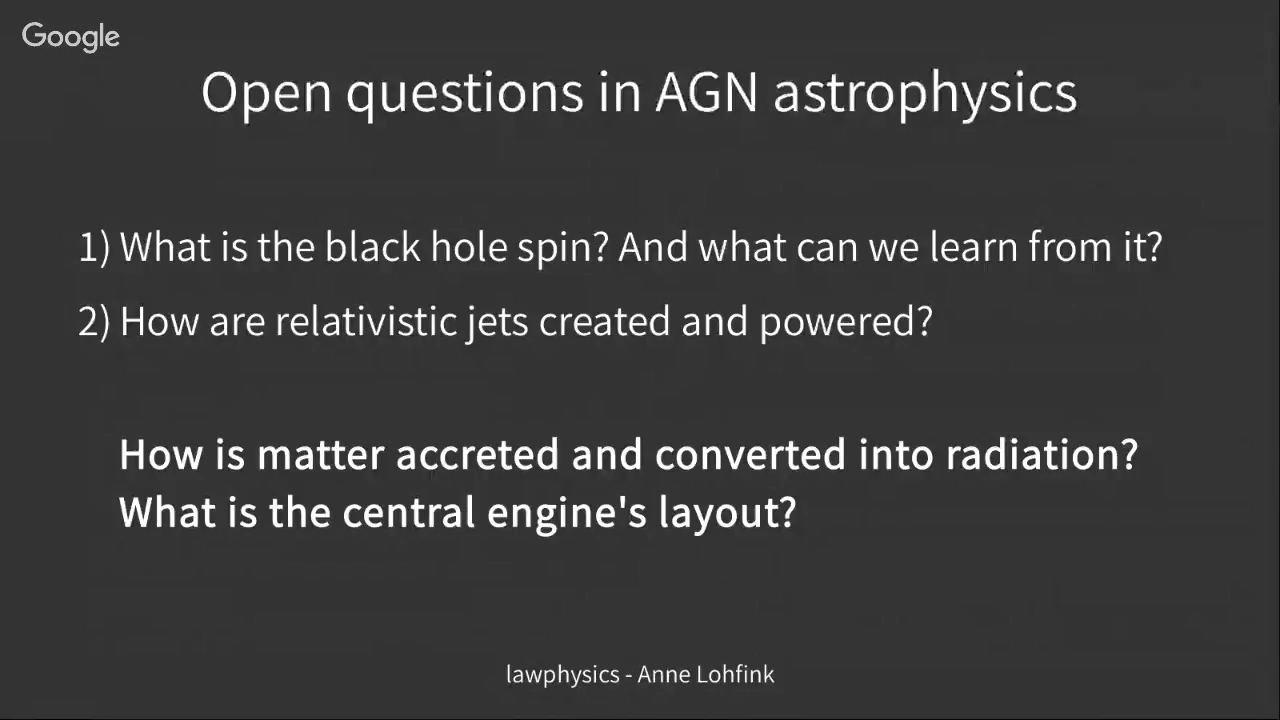 Google
Open questions in AGN astrophysics
1) What is the black hole spin? And what can we learn from it?
2) How are relativistic jets created and powered?
How is matter accreted and converted into radiation?
What is the central engine's layout?
lawphysics - Anne Lohfink